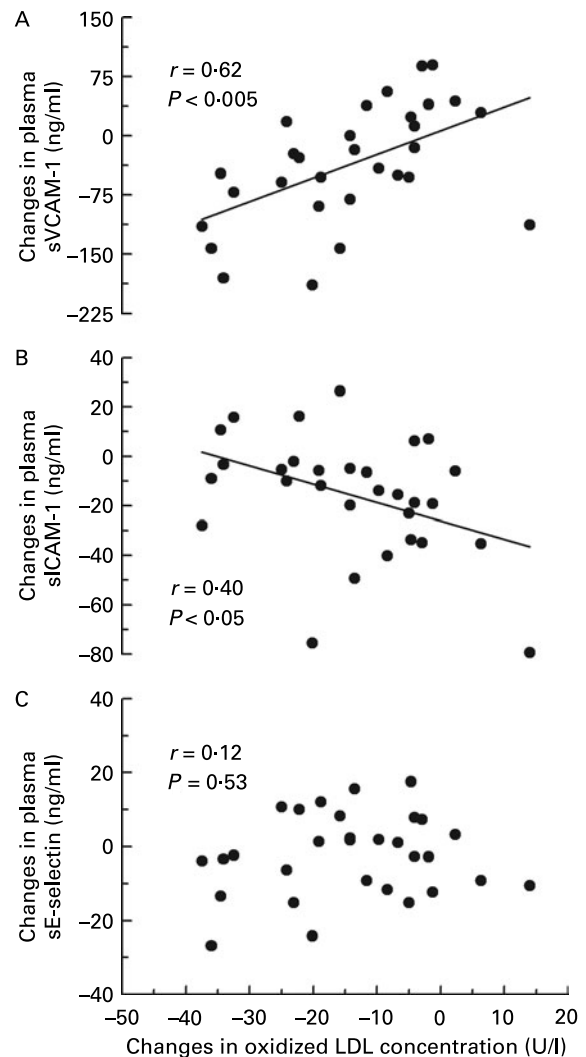 A
Changes in plasma
sVCAM-1 (ng/ml)
150
75
0
−75
−150
−225
r = 0·62
P < 0·005
B
Changes in plasma
sICAM-1 (ng/ml)
40
20
0
−20
−40
−60
−80
r = 0·40
P < 0·05
C
Changes in plasma
sE-selectin (ng/ml)
40
20
0
−20
−40
r = 0·12
P = 0·53
−50 −40 −30 −20 −10 0 10 20
Changes in oxidized LDL concentration (U/l)